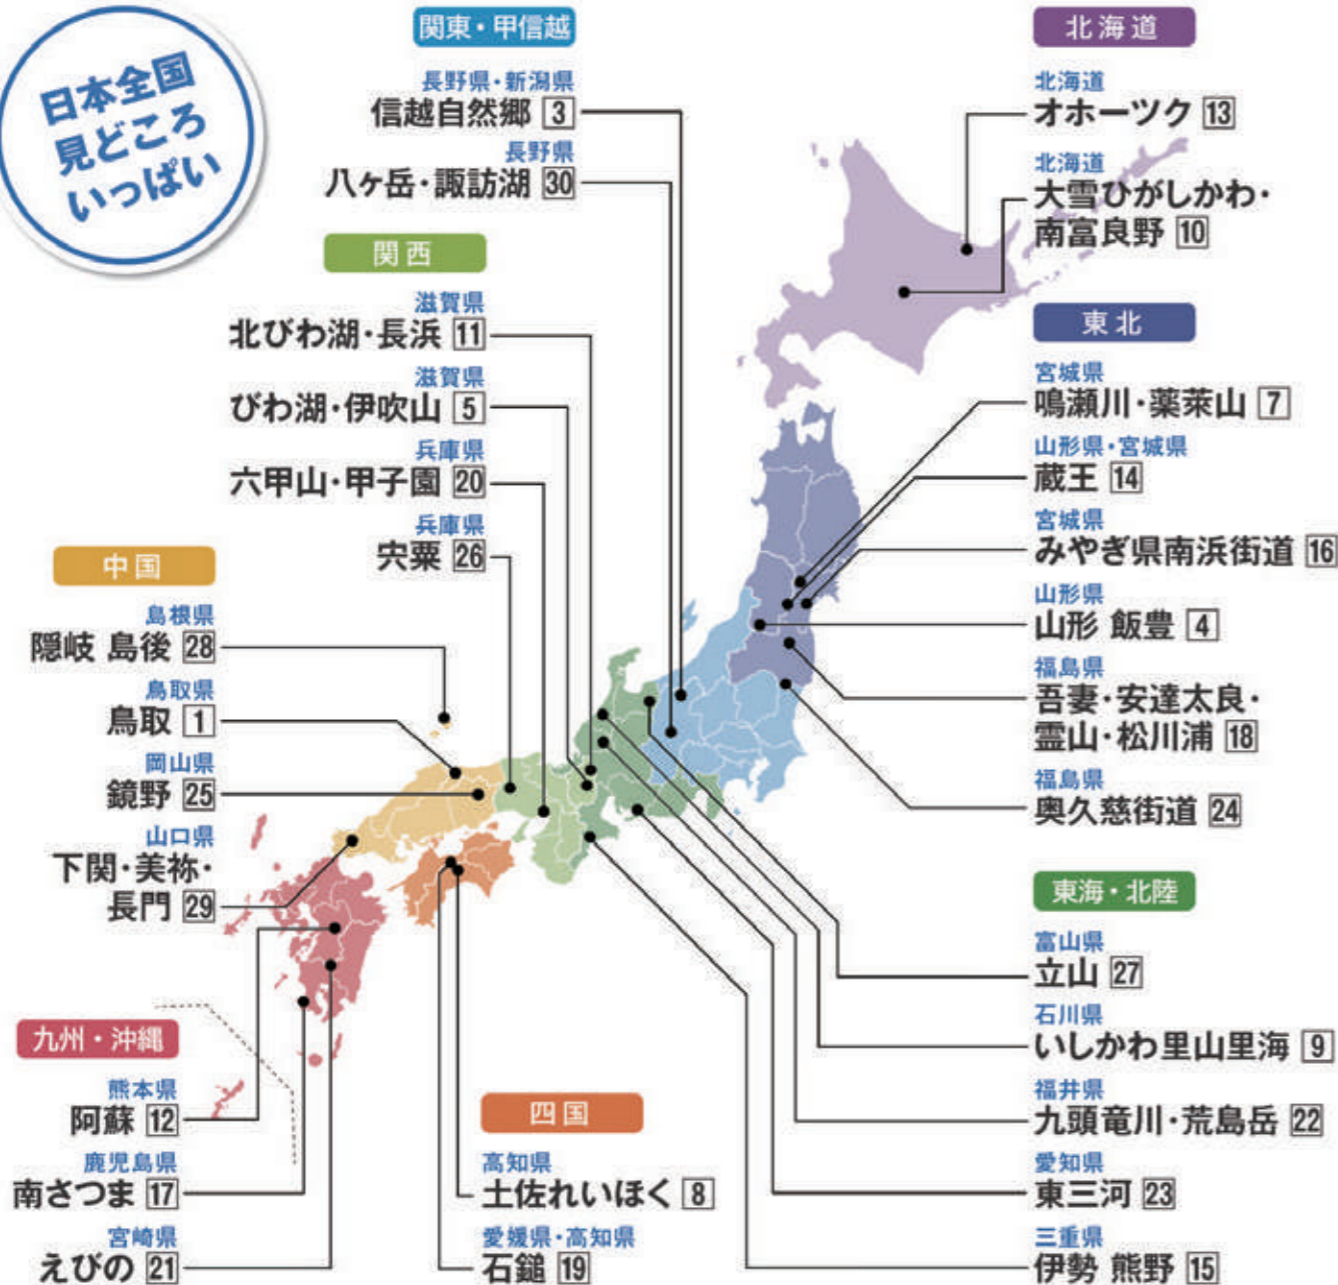 日本全国
見どころ
いっぱい
関東・甲信越
長野県・新潟県
信越自然郷 3
長野県
八ヶ岳・諏訪湖 30
関西
滋賀県
北びわ湖・長浜 11
滋賀県
びわ湖・伊吹山 5
兵庫県
六甲山・甲子園 20
兵庫県
宍粟 26
中国
島根県
隠岐 島後 28
鳥取県
鳥取 1
岡山県
鏡野 25
山口県
下関・美祢・
長門 29
九州・沖縄
熊本県
阿蘇 12
鹿児島県
南さつま 17
宮崎県
えびの 21
四国
高知県
土佐れいほく 8
愛媛県・高知県
石鎚 19
北海道
北海道
オホーツク 13
北海道
大雪ひがしかわ・
南富良野 10
東北
宮城県
鳴瀬川・薬莱山 7
山形県・宮城県
蔵王 14
宮城県
みやぎ県南浜街道 16
山形県
山形 飯豊 4
福島県
吾妻・安達太良・
霊山・松川浦 18
福島県
奥久慈街道 24
東海・北陸
富山県
立山 27
石川県
いしかわ里山里海 9
福井県
九頭竜川・荒島岳 22
愛知県
東三河 23
三重県
伊勢 熊野 15